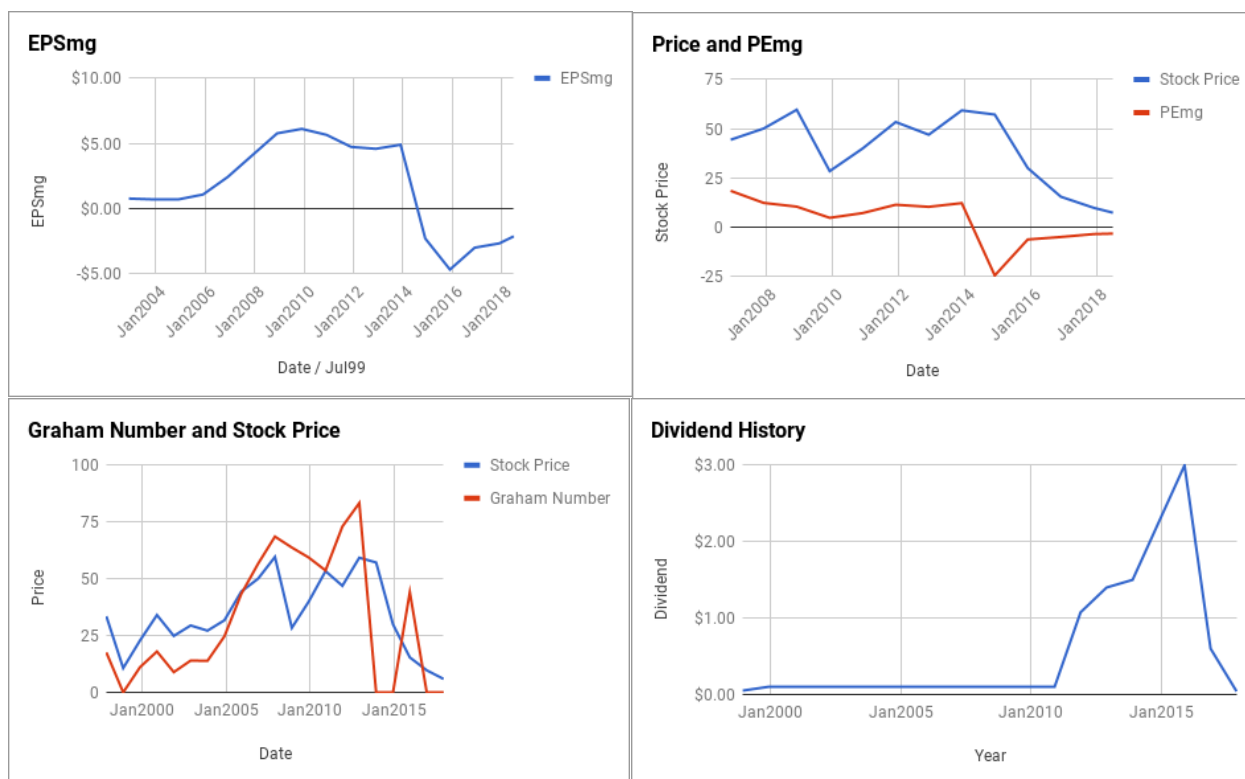 EPSmg
$10.00
$5.00
$0.00
-$5.00
EPSmg
Jan2004
Jan2006
Jan2008
Jan2010
Jan2012
Jan2014
Jan2016
Jan2018
Date / Jul99
EPSmg
Price and PEmg
75
50
25
0
-25
Stock Price
Jan2008
Jan2010
Jan2012
Jan2014
Jan2016
Jan2018
Date
Stock Price
PEmg
Graham Number and Stock Price
100
75
50
25
0
Price
Jan2000
Jan2005
Jan2010
Jan2015
Date
Stock Price
Graham Number
Dividend History
$3.00
$2.00
$1.00
$0.00
Dividend
Jan2000
Jan2005
Jan2010
Jan2015
Year